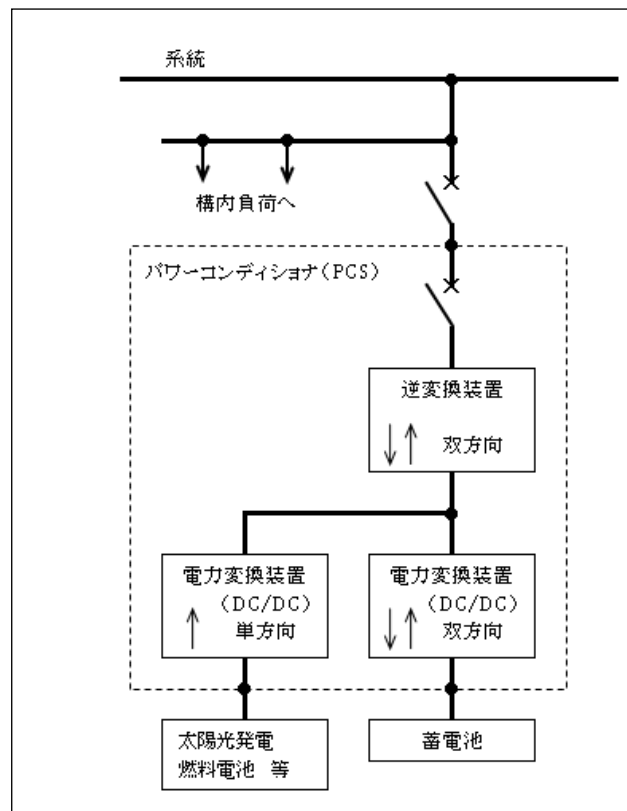 系統
構内負荷へ
パワーコンディショナ(PCS)
逆変換装置
双方向
電力変換装置
(DC/DC)
単方向
電力変換装置
(DC/DC)
双方向
太陽光発電
燃料電池 等
蓄電池